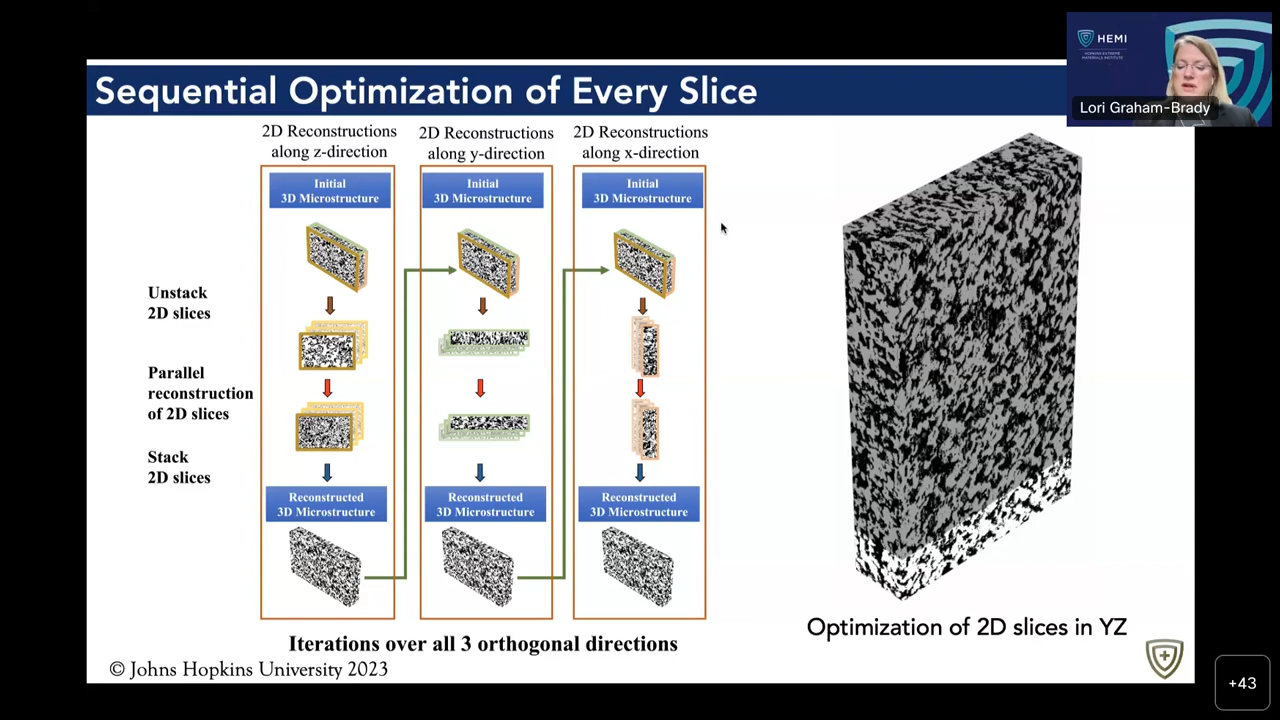 HEMI
HOPKINS EXTREME
MATERIALS INSTITUTE
Lori Graham-Brady
Sequential Optimization of Every Slice
2D Reconstructions
along z-direction
2D Reconstructions
along y-direction
2D Reconstructions
along x-direction
Initial
3D Microstructure
Initial
3D Microstructure
Initial
3D Microstructure
Unstack
2D slices
Parallel
reconstruction
of 2D slices
Stack
2D slices
Reconstructed
3D Microstructure
Reconstructed
3D Microstructure
Reconstructed
3D Microstructure
Iterations over all 3 orthogonal directions
Optimization of 2D slices in YZ
© Johns Hopkins University 2023
+43